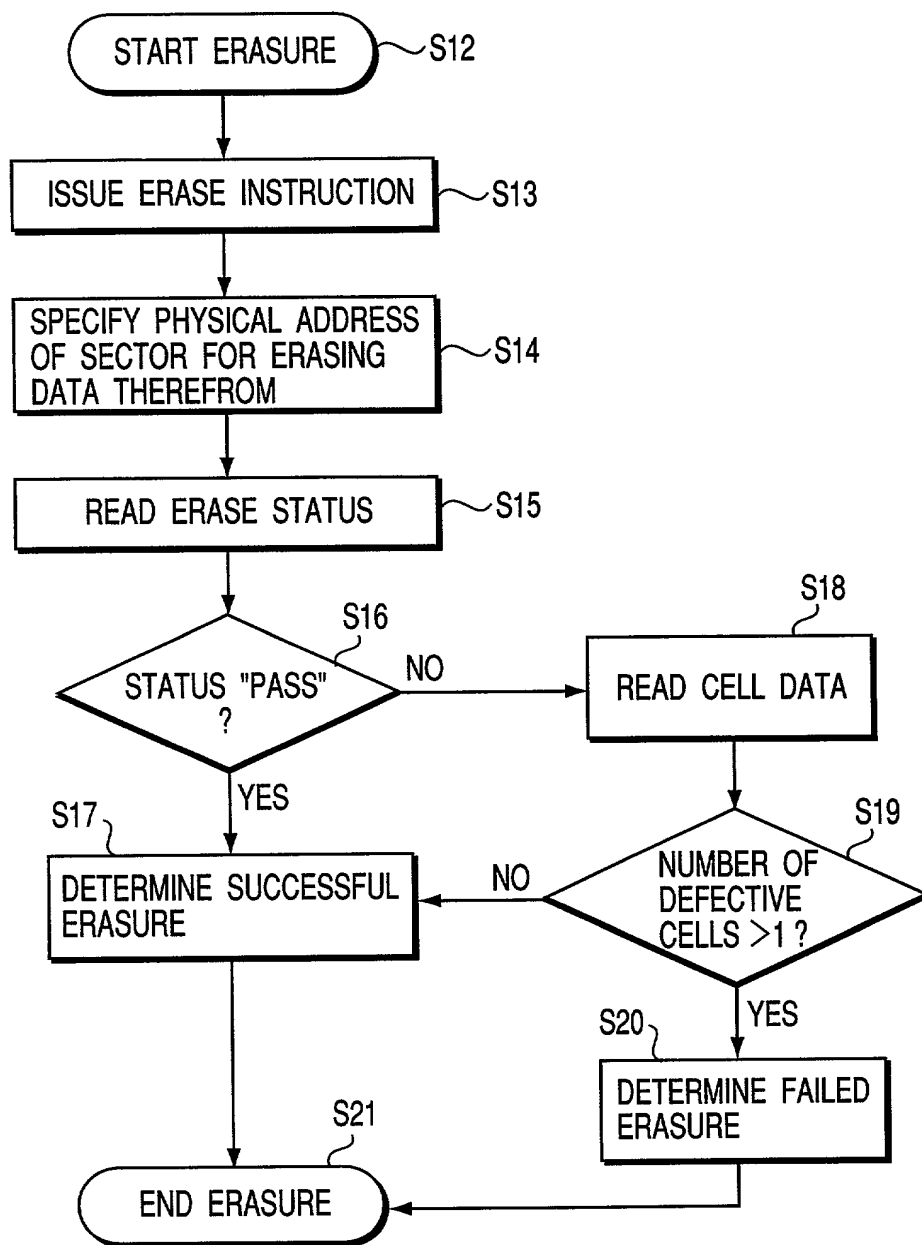 START ERASURE
S12
ISSUE ERASE INSTRUCTION
S13
SPECIFY PHYSICAL ADDRESS
OF SECTOR FOR ERASING
DATA THEREFROM
S14
READ ERASE STATUS
S15
S16
STATUS "PASS"
?
NO
YES
S18
READ CELL DATA
S19
NUMBER OF
DEFECTIVE
CELLS >1 ?
NO
YES
S17
DETERMINE SUCCESSFUL
ERASURE
S20
DETERMINE FAILED
ERASURE
S21
END ERASURE